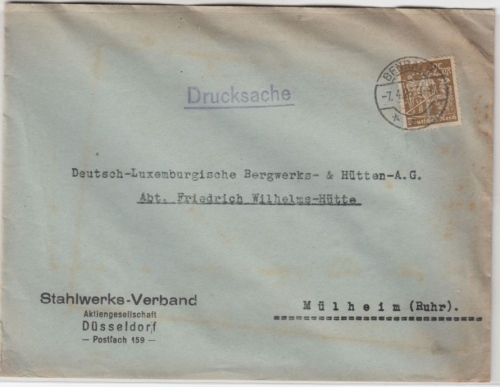 Drucksache
Deutsch-Luxemburgische Bergwerks- & Hütten-A.G.
Abt. Friedrich Wilhelms-Hütte
Stahlwerks-Verband
Aktiengesellschaft
Düsseldorf
— Postfach 159 —
Mülheim (Ruhr).